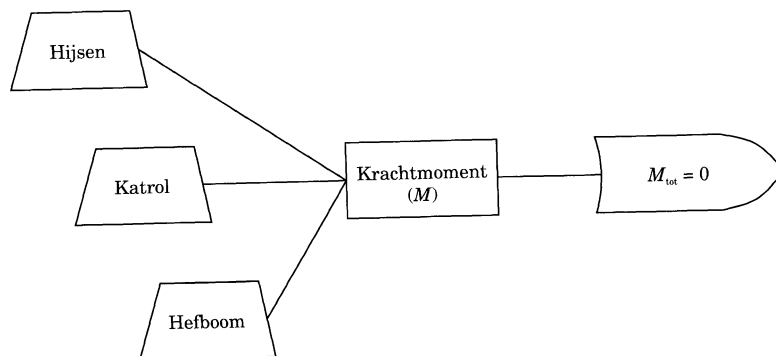 Hijsen
Katrol
Krachtmoment
(M)
M_tot = 0
Hefboom